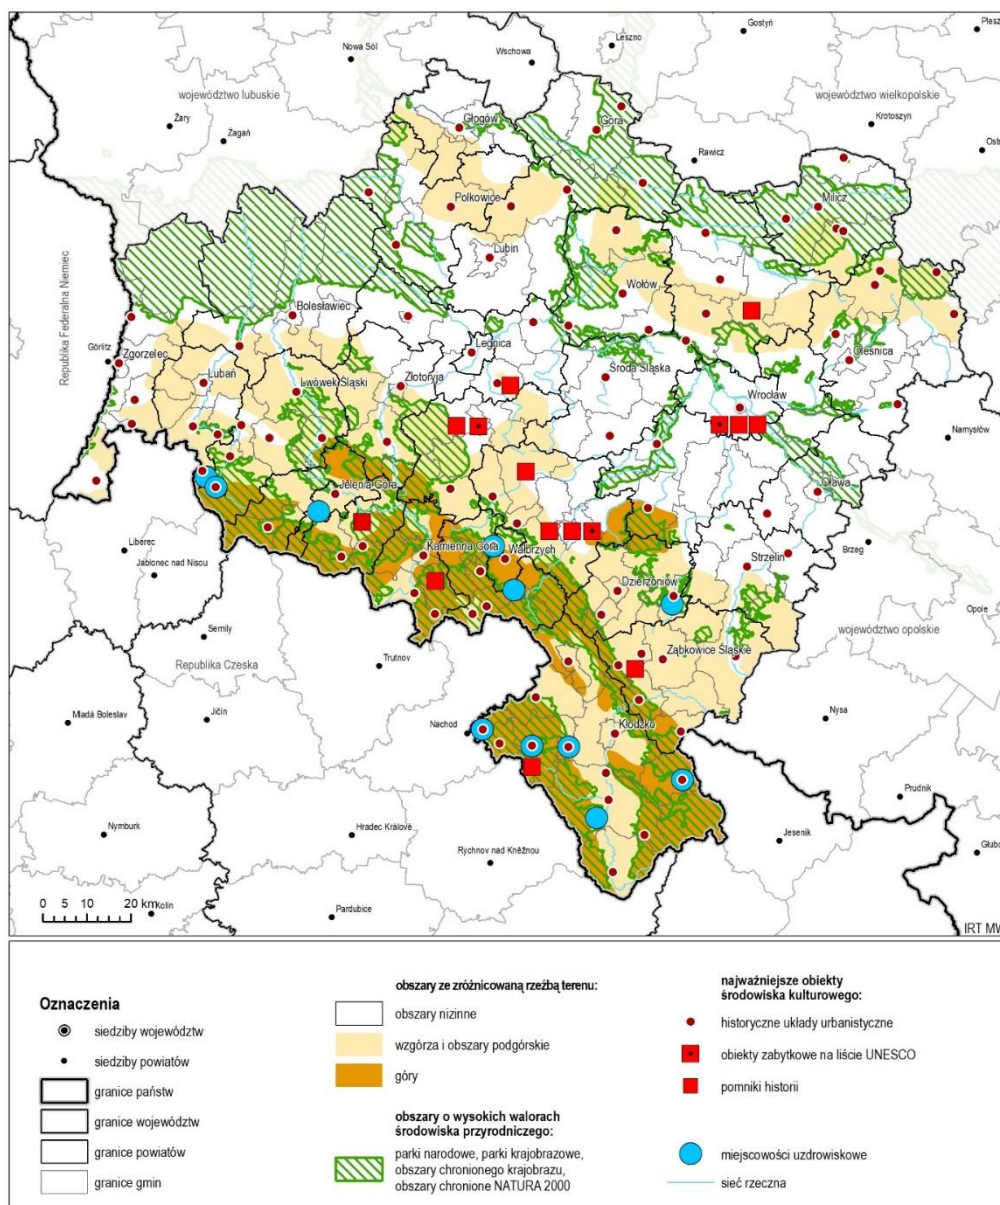 Gostyń
Leszno
Nowa Sól
Wschowa
województwo lubuskie
województwo wielkopolskie
Żary
Żagań
Głogów
Góra
Krotoszyn
Rawicz
Milicz
Polkowice
Lubin
Republika Federalna Niemiec
Wołów
Bolesławiec
Görlitz
Zgorzelec
Legnica
Oleśnica
Lubań
Lwówek Śląski
Złotoryja
Środa Śląska
Wrocław
Namysłów
Jelenia Góra
Oława
Liberec
Jablonec nad Nisou
Kamienna Góra
Wałbrzych
Strzelin
Brzeg
Dzierżoniów
Opole
Semily
województwo opolskie
Republika Czeska
Trutnov
Ząbkowice Śląskie
Mladá Boleslav
Jičín
Nachod
Kłodzko
Nysa
Prudnik
Nymburk
Hradec Králové
Rychnov nad Kněžnou
Jeseník
0 5 10 20 km
Kolín
Pardubice
IRT MW
Oznaczenia
siedziby województw
siedziby powiatów
granice państw
granice województw
granice powiatów
granice gmin
obszary ze zróżnicowaną rzeźbą terenu:
obszary nizinne
wzgórza i obszary podgórskie
góry
obszary o wysokich walorach
środowiska przyrodniczego:
parki narodowe, parki krajobrazowe,
obszary chronionego krajobrazu,
obszary chronione NATURA 2000
najważniejsze obiekty
środowiska kulturowego:
historyczne układy urbanistyczne
obiekty zabytkowe na liście UNESCO
pomniki historii
miejscowości uzdrowiskowe
sieć rzeczna